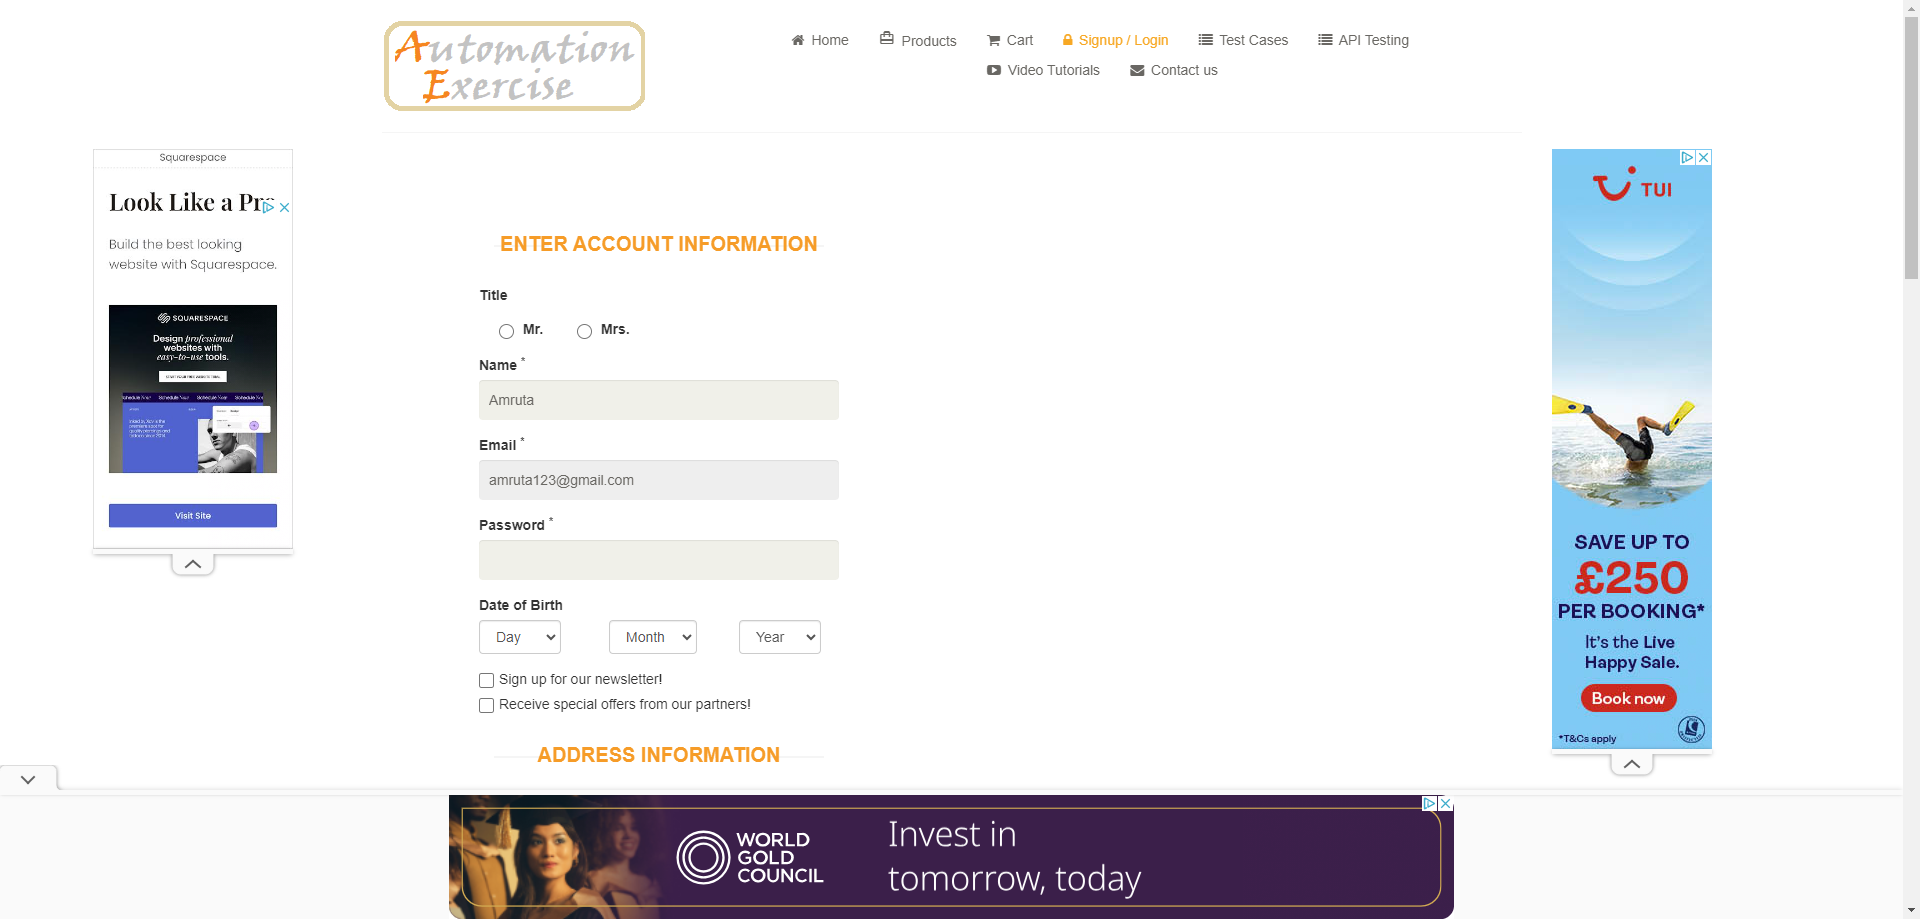 Automation
Exercise
Home
Products
Cart
Signup / Login
Test Cases
API Testing
Video Tutorials
Contact us
Squarespace
Look Like a Pro
Build the best looking
website with Squarespace.
SQUARESPACE
Design professional
websites with
easy-to-use tools.
Visit Site
ENTER ACCOUNT INFORMATION
Title
Mr.
Mrs.
Name *
Amruta
Email *
amruta123@gmail.com
Password *
Date of Birth
Day
Month
Year
Sign up for our newsletter!
Receive special offers from our partners!
ADDRESS INFORMATION
TUI
SAVE UP TO
£250
PER BOOKING*
It's the Live
Happy Sale.
Book now
*T&Cs apply
WORLD
GOLD
COUNCIL
Invest in
tomorrow, today